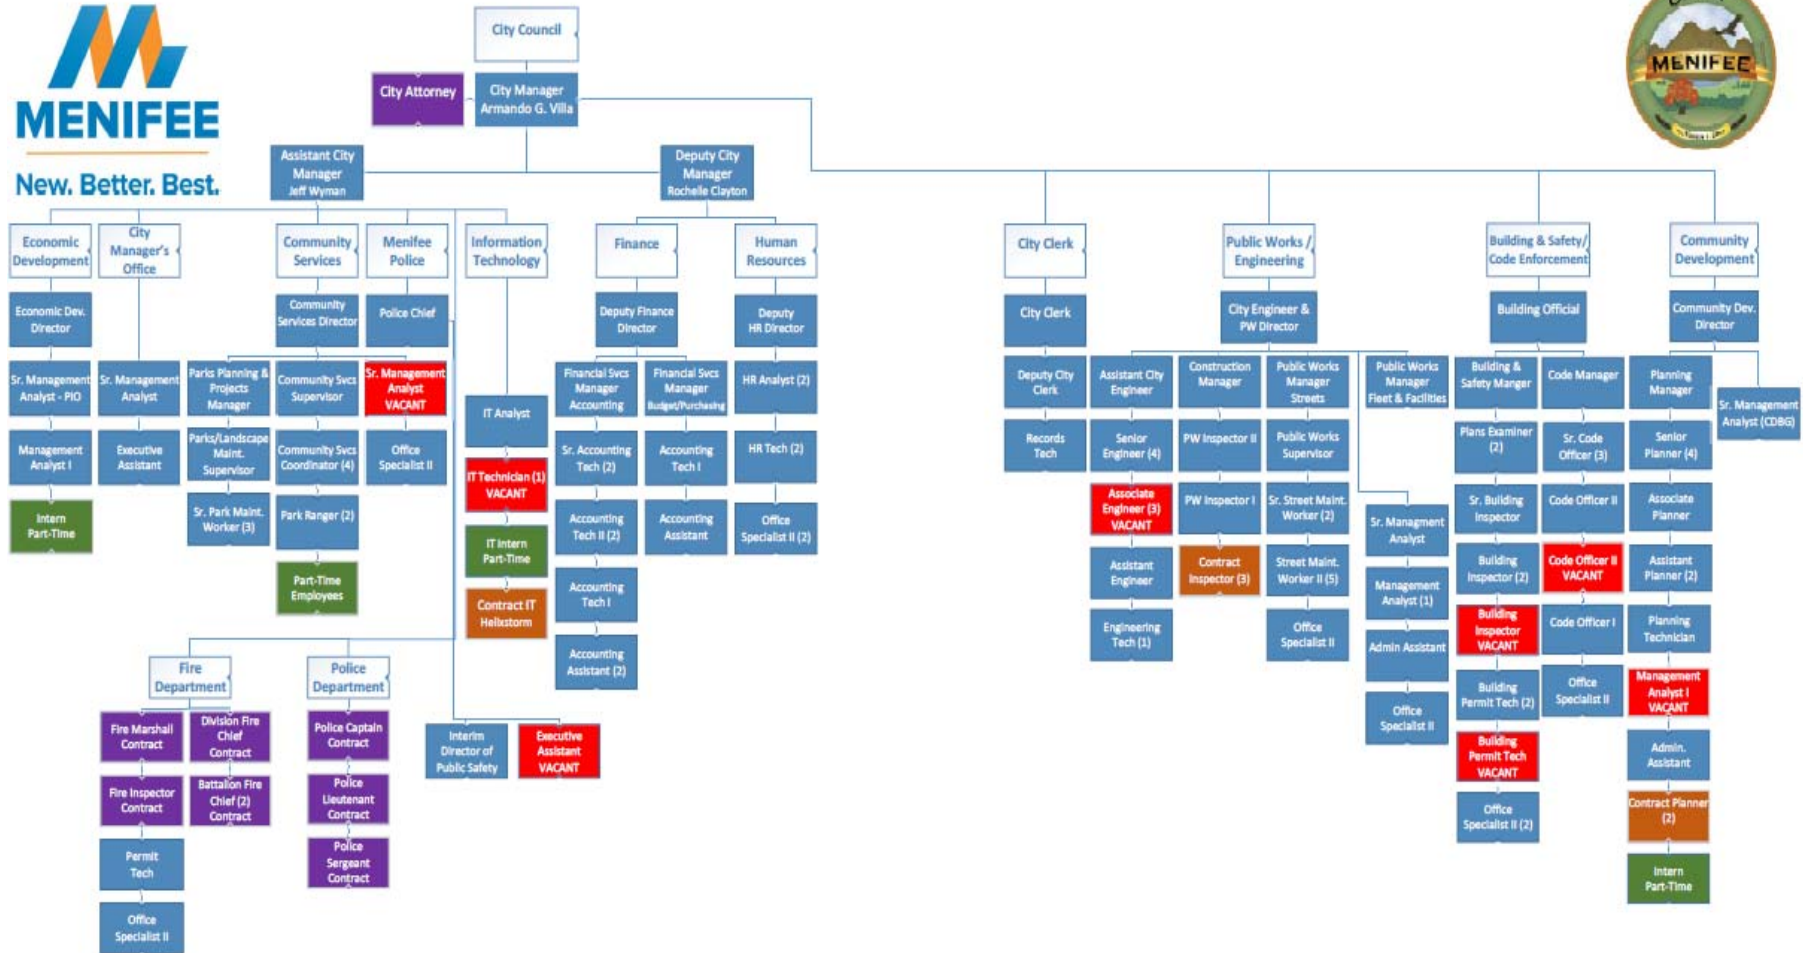 MENIFEE
New. Better. Best.
MENIFEE
City Council
City Attorney
City Manager
Armando G. Villa
Assistant City
Manager
Jeff Wyman
Deputy City
Manager
Rochelle Clayton
Economic
Development
Economic Dev.
Director
Sr. Management
Analyst - PIO
Management
Analyst I
Intern
Part-Time
City
Manager's
Office
Sr. Management
Analyst
Executive
Assistant
Community
Services
Community
Services Director
Parks Planning &
Projects
Manager
Parks/Landscape
Maint.
Supervisor
Sr. Park Maint.
Worker (3)
Community Svcs
Supervisor
Community Svcs
Coordinator (4)
Park Ranger (2)
Part-Time
Employees
Menifee
Police
Police Chief
Sr. Management
Analyst
VACANT
Office
Specialist II
Information
Technology
IT Analyst
IT Technician (1)
VACANT
IT Intern
Part-Time
Contract IT
Helixstorm
Finance
Deputy Finance
Director
Financial Svcs
Manager
Accounting
Sr. Accounting
Tech (2)
Accounting
Tech II (2)
Accounting
Tech I
Accounting
Assistant (2)
Financial Svcs
Manager
Budget/Purchasing
Accounting
Tech I
Accounting
Assistant
Human
Resources
Deputy
HR Director
HR Analyst (2)
HR Tech (2)
Office
Specialist II (2)
Fire
Department
Fire Marshall
Contract
Fire Inspector
Contract
Permit
Tech
Office
Specialist II
Division Fire
Chief
Contract
Battalion Fire
Chief (2)
Contract
Police
Department
Police Captain
Contract
Police
Lieutenant
Contract
Police
Sergeant
Contract
Interim
Director of
Public Safety
Executive
Assistant
VACANT
City Clerk
City Clerk
Deputy City
Clerk
Records
Tech
Public Works /
Engineering
City Engineer &
PW Director
Assistant City
Engineer
Senior
Engineer (4)
Associate
Engineer (3)
VACANT
Assistant
Engineer
Engineering
Tech (1)
Construction
Manager
PW Inspector II
PW Inspector I
Contract
Inspector (3)
Public Works
Manager
Streets
Public Works
Supervisor
Sr. Street Maint.
Worker (2)
Street Maint.
Worker II (5)
Office
Specialist II
Public Works
Manager
Fleet & Facilities
Sr. Managment
Analyst
Management
Analyst (1)
Admin Assistant
Office
Specialist II
Building & Safety/
Code Enforcement
Building Official
Building &
Safety Manger
Plans Examiner
(2)
Sr. Building
Inspector
Building
Inspector (2)
Building
Inspector
VACANT
Building
Permit Tech (2)
Building
Permit Tech
VACANT
Office
Specialist II (2)
Code Manager
Sr. Code
Officer (3)
Code Officer II
Code Officer II
VACANT
Code Officer I
Office
Specialist II
Community
Development
Community Dev.
Director
Planning
Manager
Senior
Planner (4)
Associate
Planner
Assistant
Planner (2)
Planning
Technician
Management
Analyst I
VACANT
Admin.
Assistant
Contract Planner
(2)
Intern
Part-Time
Sr. Management
Analyst (CDBG)